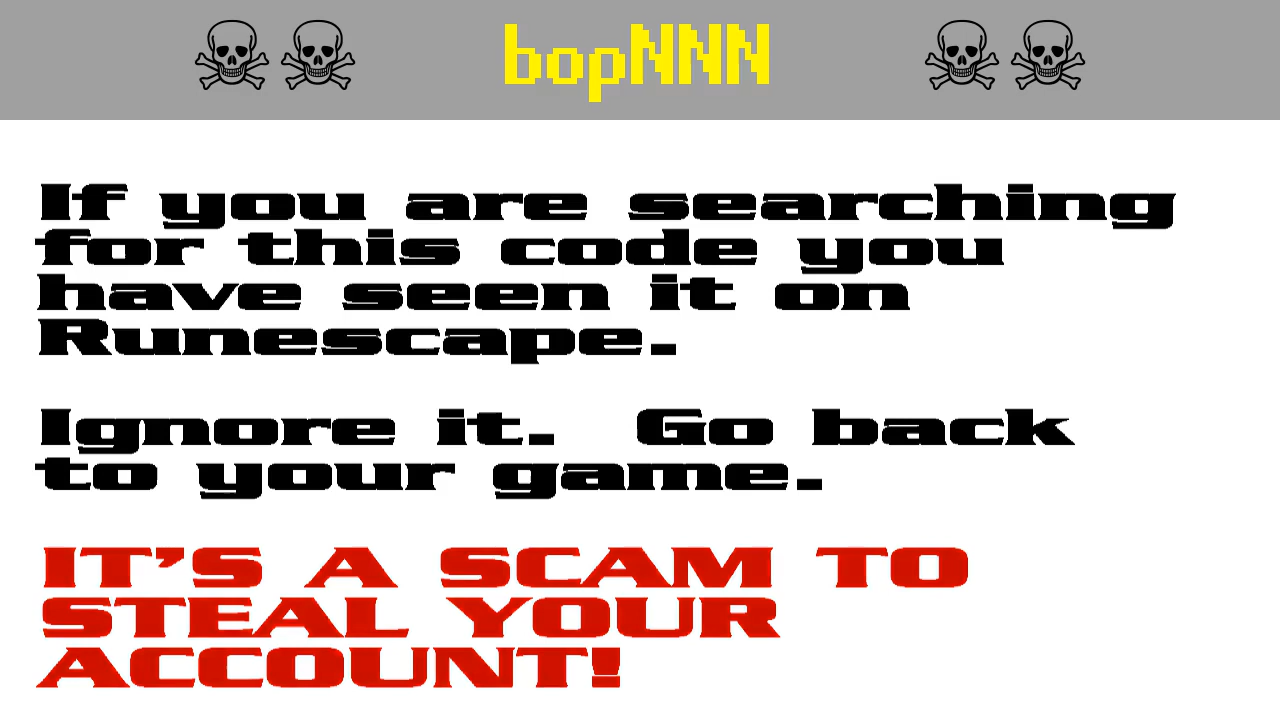 bopNNN
If you are searching
for this code you
have seen it on
Runescape.
Ignore it. Go back
to your game.
IT'S A SCAM TO
STEAL YOUR
ACCOUNT!